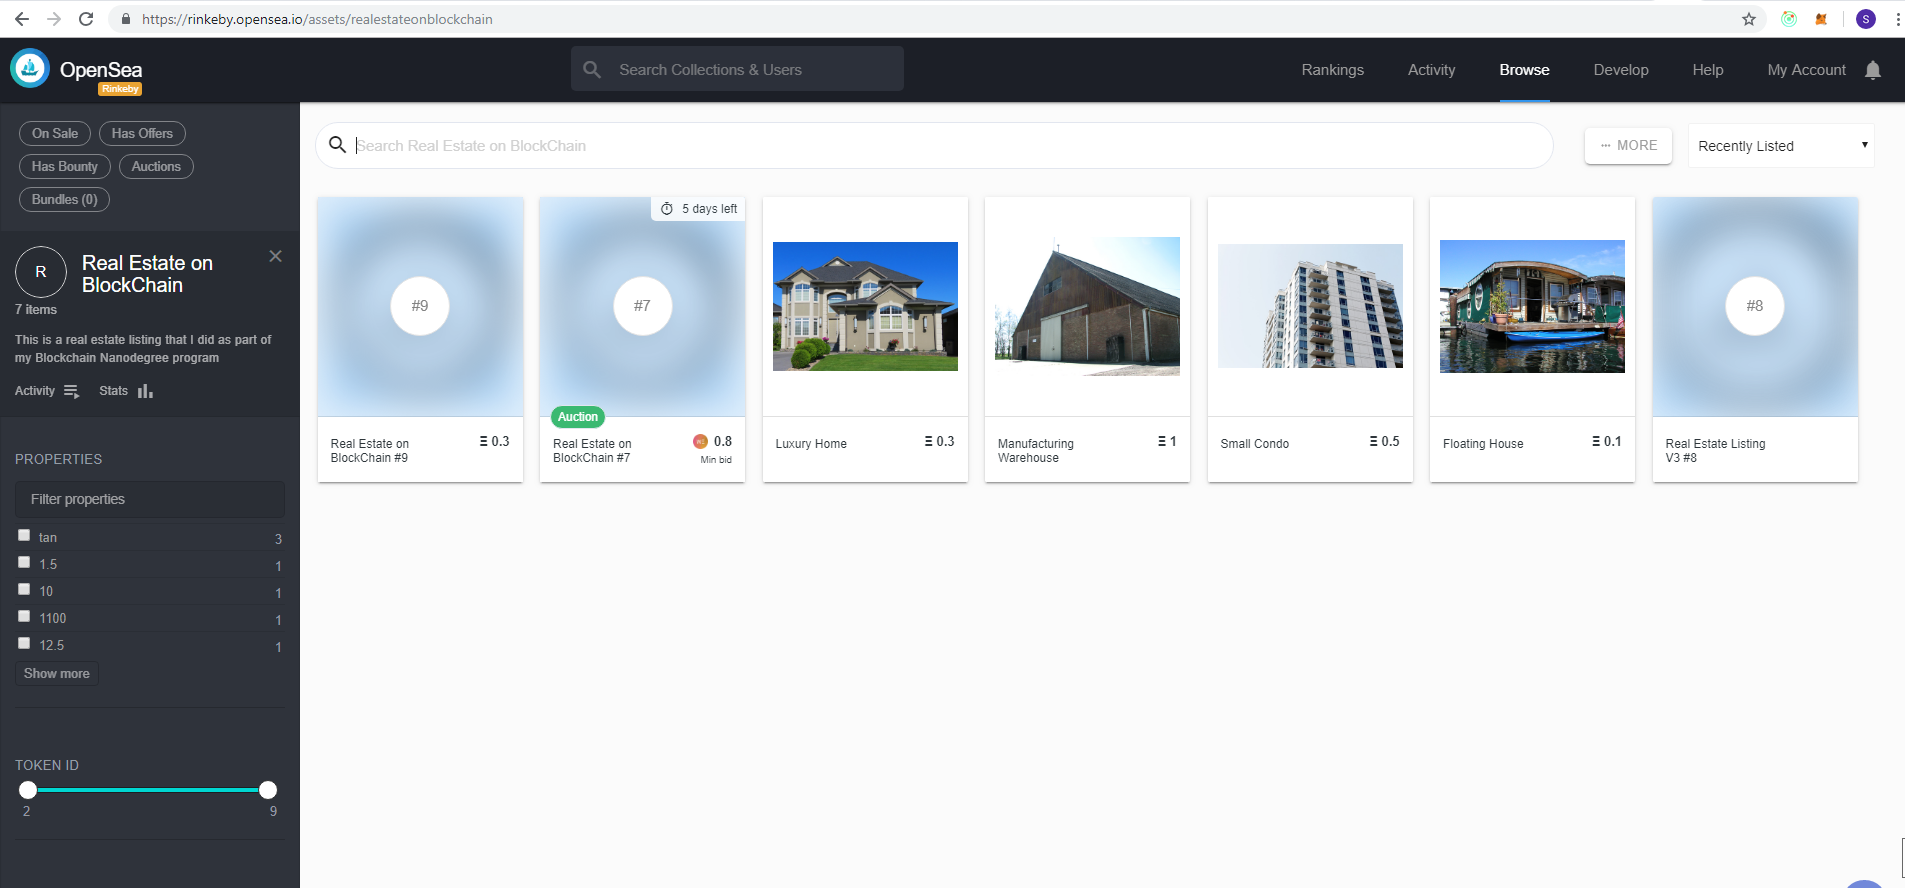 https://rinkeby.opensea.io/assets/realestateonblockchain
S
OpenSea
Rinkeby
Search Collections & Users
Rankings
Activity
Browse
Develop
Help
My Account
On Sale
Has Offers
Has Bounty
Auctions
Bundles (0)
R
Real Estate on
BlockChain
7 items
This is a real estate listing that I did as part of
my Blockchain Nanodegree program
Activity
Stats
PROPERTIES
Filter properties
tan 3
1.5 1
10 1
1100 1
12.5 1
Show more
TOKEN ID
2 9
Search Real Estate on BlockChain
··· MORE
Recently Listed
#9
Real Estate on
BlockChain #9
Ξ 0.3
5 days left
#7
Auction
Real Estate on
BlockChain #7
0.8
Min bid
Luxury Home
Ξ 0.3
Manufacturing
Warehouse
Ξ 1
Small Condo
Ξ 0.5
Floating House
Ξ 0.1
#8
Real Estate Listing
V3 #8